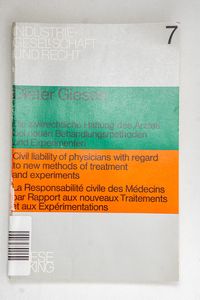 INDUSTRIE-
GESELLSCHAFT
UND RECHT
7
Dieter Giesen
Die zivilrechtliche Haftung des Arztes
bei neuen Behandlungsmethoden
und Experimenten
Civil liability of physicians with regard
to new methods of treatment
and experiments
La Responsabilité civile des Médecins
par Rapport aux nouveaux Traitements
et aux Expérimentations